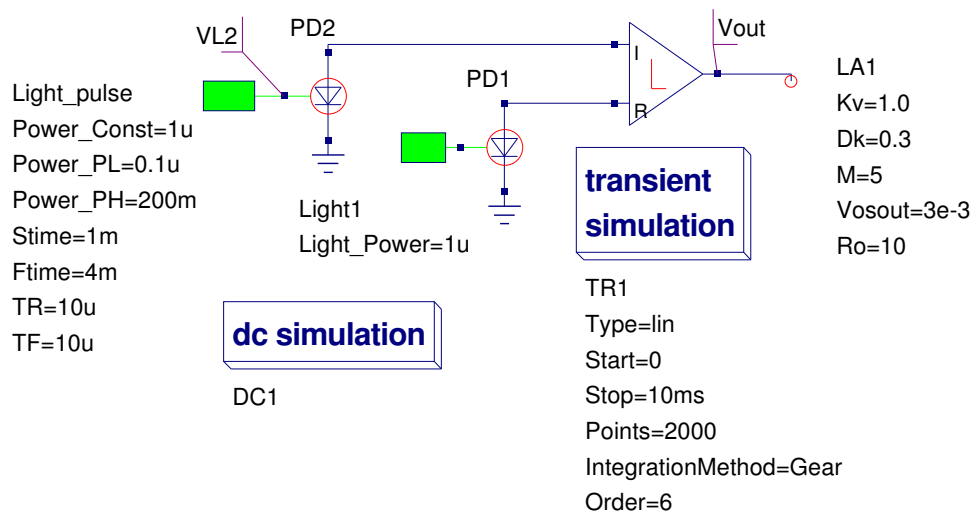 VL2
PD2
Vout
Light_pulse
Power_Const=1u
Power_PL=0.1u
Power_PH=200m
Stime=1m
Ftime=4m
TR=10u
TF=10u
PD1
I
L
R
LA1
Kv=1.0
Dk=0.3
M=5
Vosout=3e-3
Ro=10
Light1
Light_Power=1u
dc simulation
DC1
transient
simulation
TR1
Type=lin
Start=0
Stop=10ms
Points=2000
IntegrationMethod=Gear
Order=6